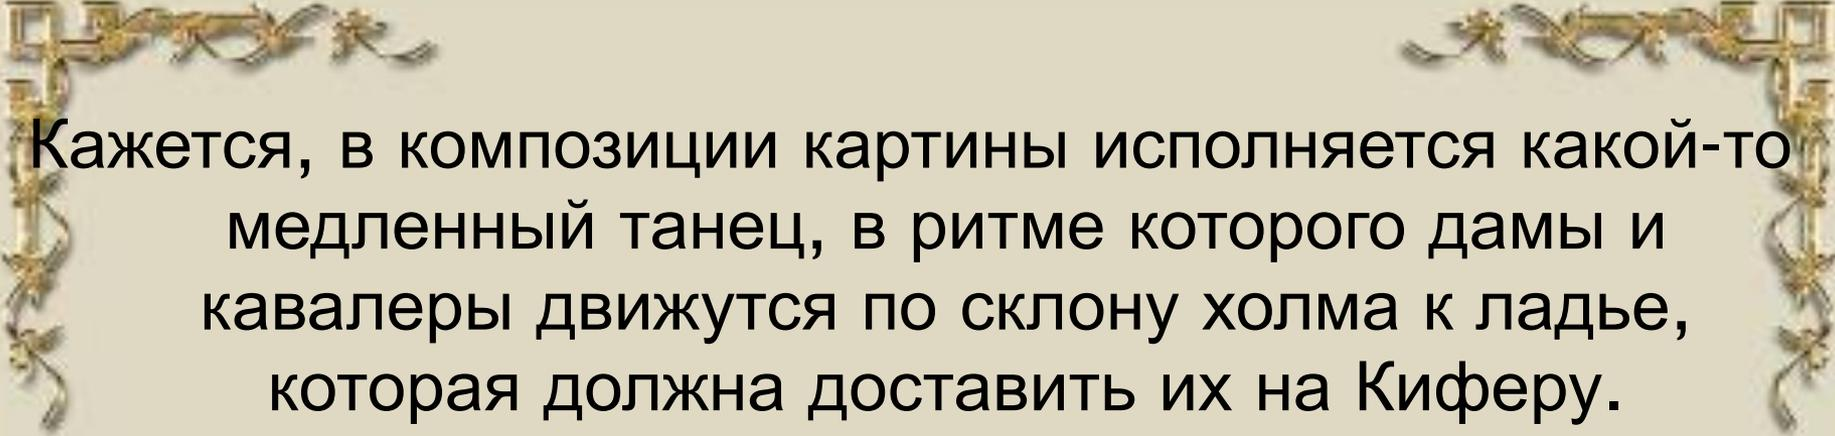 Кажется, в композиции картины исполняется какой-то
медленный танец, в ритме которого дамы и
кавалеры движутся по склону холма к ладье,
которая должна доставить их на Киферу.